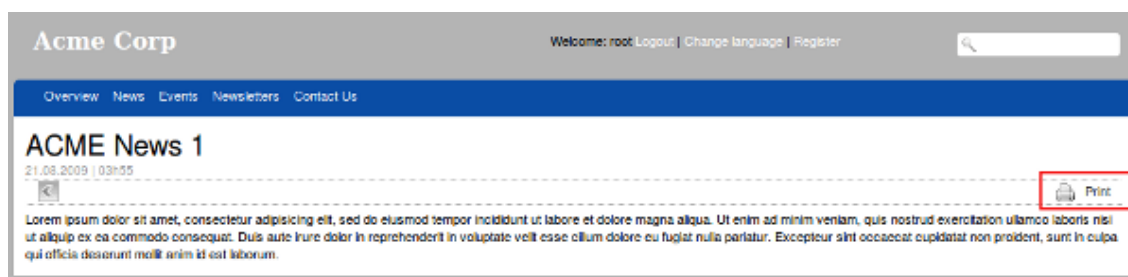 Acme Corp
Welcome: root Logout | Change language | Register
Overview News Events Newsletters Contact Us
ACME News 1
21.08.2009 | 03h55
Print
Lorem ipsum dolor sit amet, consectetur adipisicing elit, sed do eiusmod tempor incididunt ut labore et dolore magna aliqua. Ut enim ad minim veniam, quis nostrud exercitation ullamco laboris nisi
ut aliquip ex ea commodo consequat. Duis aute irure dolor in reprehenderit in voluptate velit esse cillum dolore eu fugiat nulla pariatur. Excepteur sint occaecat cupidatat non proident, sunt in culpa
qui officia deserunt mollit anim id est laborum.